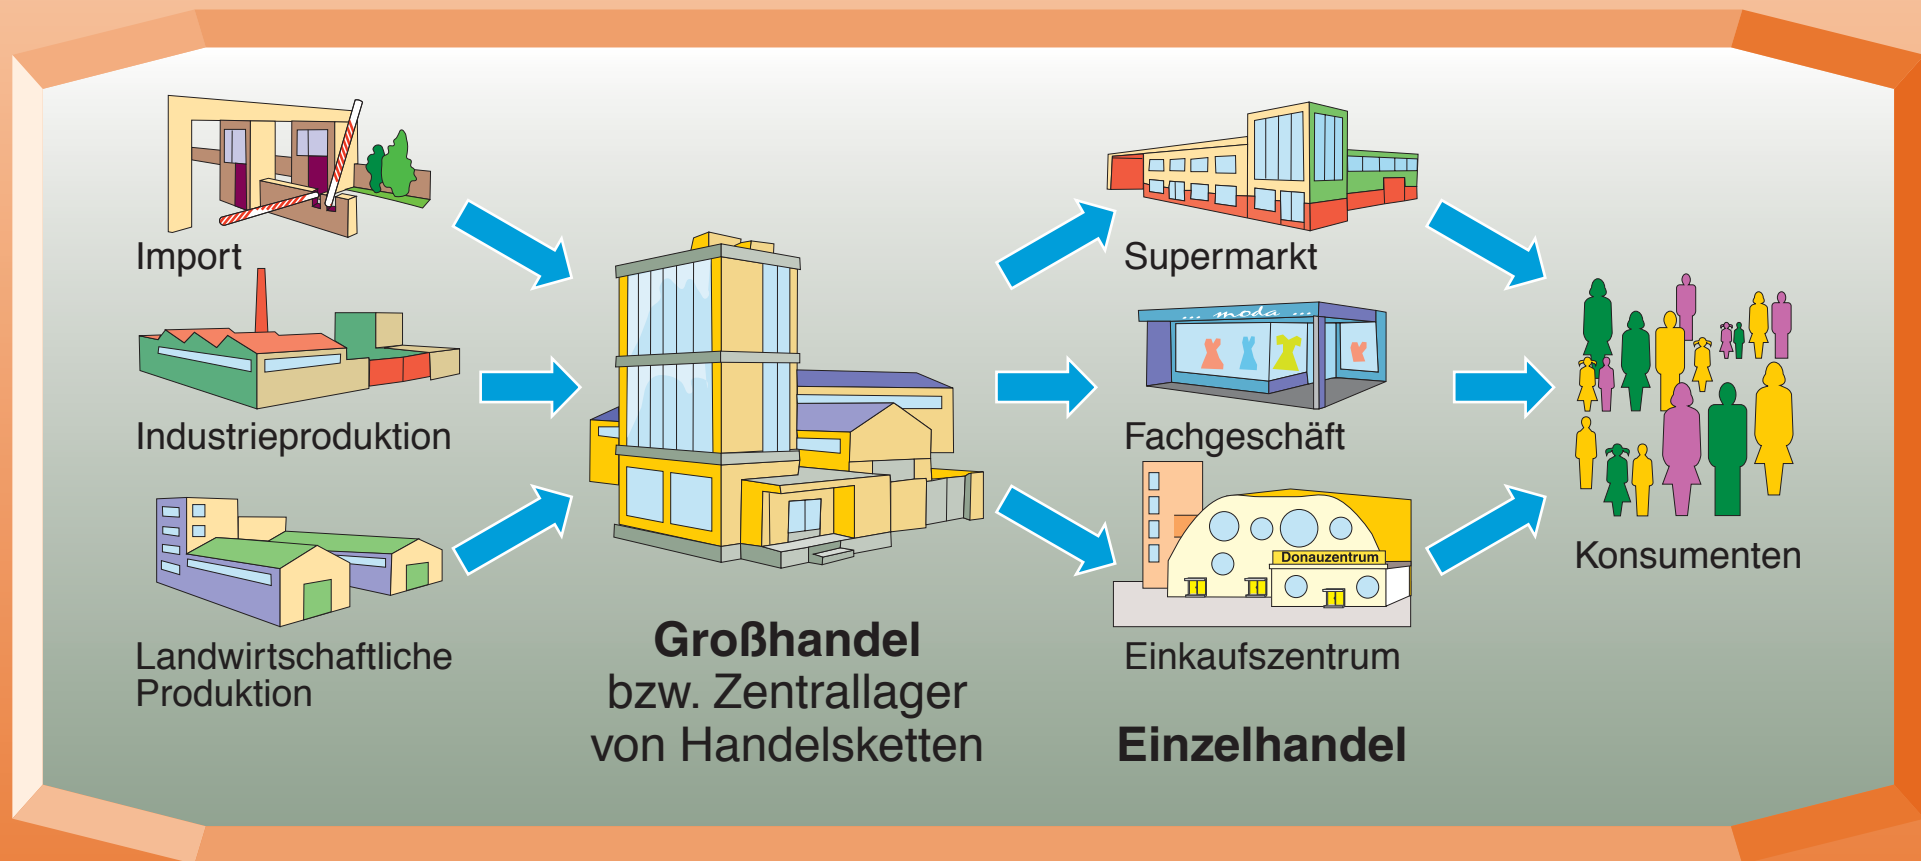 Import
Industrieproduktion
Landwirtschaftliche
Produktion
Großhandel
bzw. Zentrallager
von Handelsketten
Supermarkt
... moda ...
Fachgeschäft
Donauzentrum
Einkaufszentrum
Einzelhandel
Konsumenten